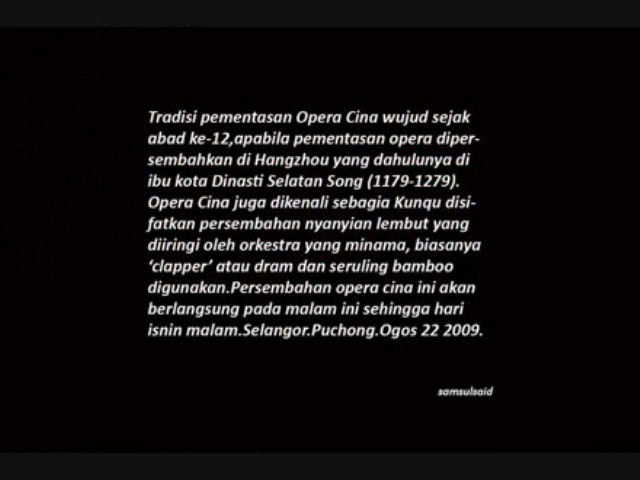 Tradisi pementasan Opera Cina wujud sejak
abad ke-12,apabila pementasan opera diper-
sembahkan di Hangzhou yang dahulunya di
ibu kota Dinasti Selatan Song (1179-1279).
Opera Cina juga dikenali sebagia Kunqu disi-
fatkan persembahan nyanyian lembut yang
diiringi oleh orkestra yang minama, biasanya
‘clapper’ atau dram dan seruling bamboo
digunakan.Persembahan opera cina ini akan
berlangsung pada malam ini sehingga hari
isnin malam.Selangor.Puchong.Ogos 22 2009.
samsulsaid